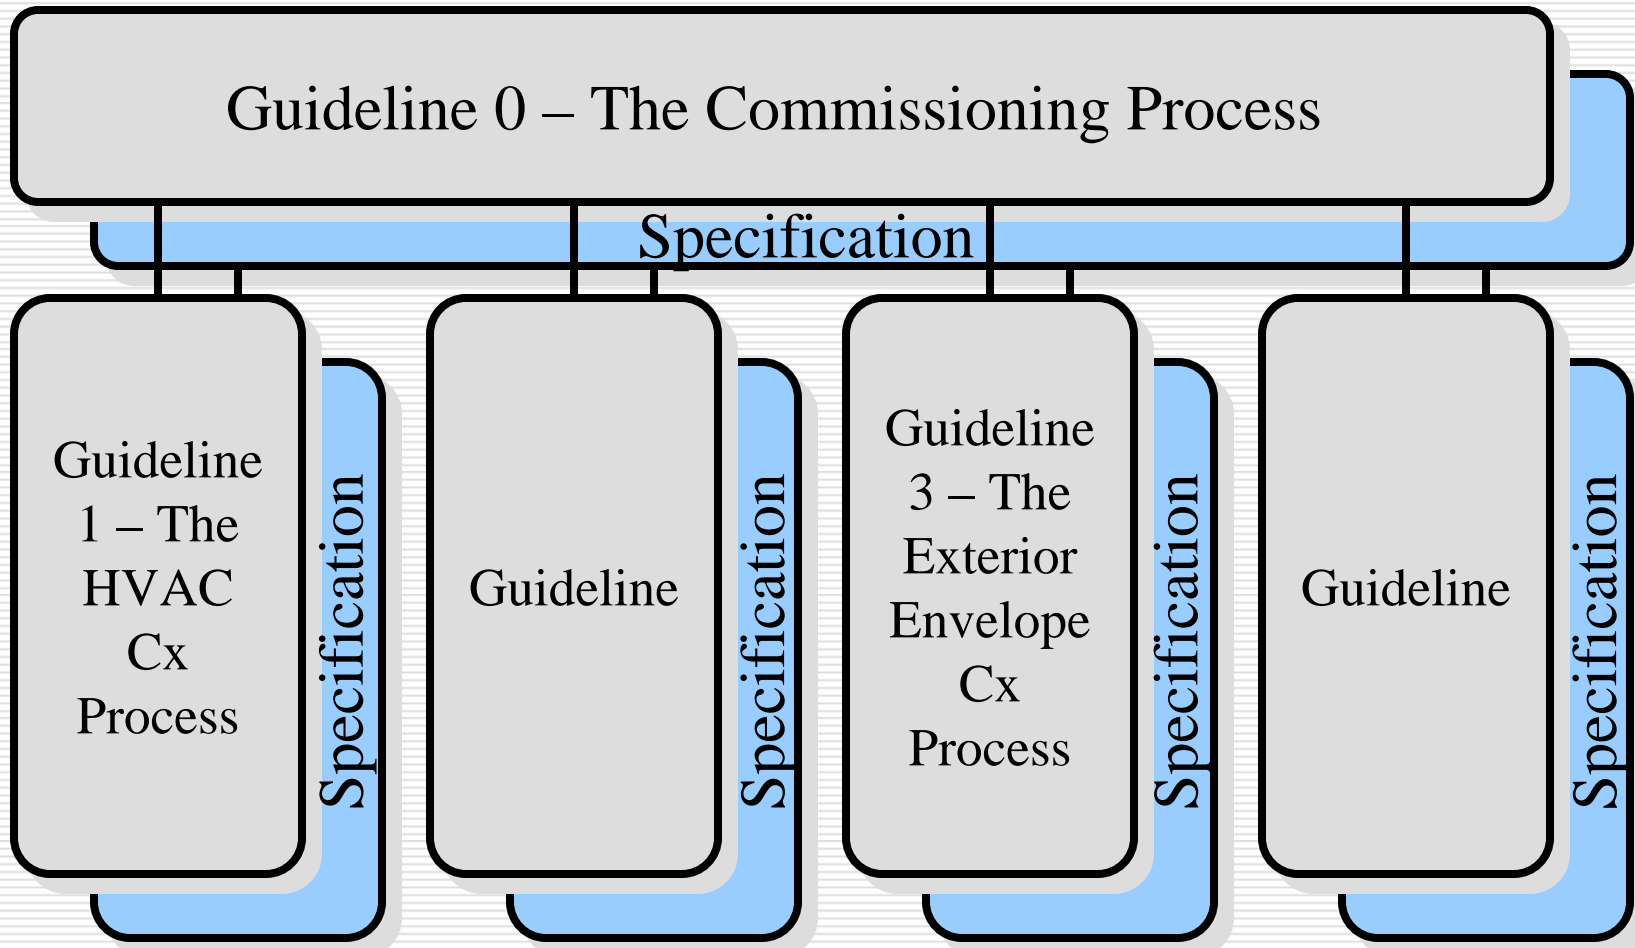 Guideline 0 – The Commissioning Process
Specification
Guideline
1 – The
HVAC
Cx
Process
Specification
Guideline
Specification
Guideline
3 – The
Exterior
Envelope
Cx
Process
Specification
Guideline
Specification